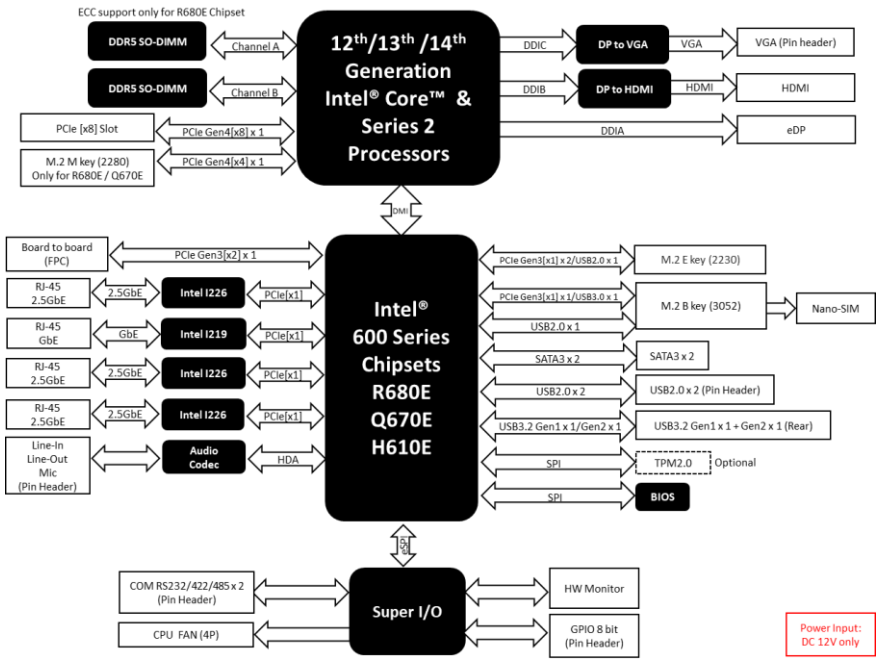 ECC support only for R680E Chipset
DDR5 SO-DIMM
Channel A
DDR5 SO-DIMM
Channel B
PCIe [x8] Slot
PCIe Gen4[x8] x 1
M.2 M key (2280)
Only for R680E / Q670E
PCIe Gen4[x4] x 1
12th/13th /14th
Generation
Intel® Core™ &
Series 2
Processors
DDIC
DP to VGA
VGA
VGA (Pin header)
DDIB
DP to HDMI
HDMI
HDMI
DDIA
eDP
DMI
Board to board
(FPC)
PCIe Gen3[x2] x 1
RJ-45
2.5GbE
2.5GbE
Intel I226
PCIe[x1]
RJ-45
GbE
GbE
Intel I219
PCIe[x1]
RJ-45
2.5GbE
2.5GbE
Intel I226
PCIe[x1]
RJ-45
2.5GbE
2.5GbE
Intel I226
PCIe[x1]
Line-In
Line-Out
Mic
(Pin Header)
Audio
Codec
HDA
Intel®
600 Series
Chipsets
R680E
Q670E
H610E
PCIe Gen3[x1] x 2/USB2.0 x 1
M.2 E key (2230)
PCIe Gen3[x1] x 1/USB3.0 x 1
USB2.0 x 1
M.2 B key (3052)
Nano-SIM
SATA3 x 2
SATA3 x 2
USB2.0 x 2
USB2.0 x 2 (Pin Header)
USB3.2 Gen1 x 1/Gen2 x 1
USB3.2 Gen1 x 1 + Gen2 x 1 (Rear)
SPI
TPM2.0
Optional
SPI
BIOS
eSPI
COM RS232/422/485 x 2
(Pin Header)
CPU FAN (4P)
Super I/O
HW Monitor
GPIO 8 bit
(Pin Header)
Power Input:
DC 12V only